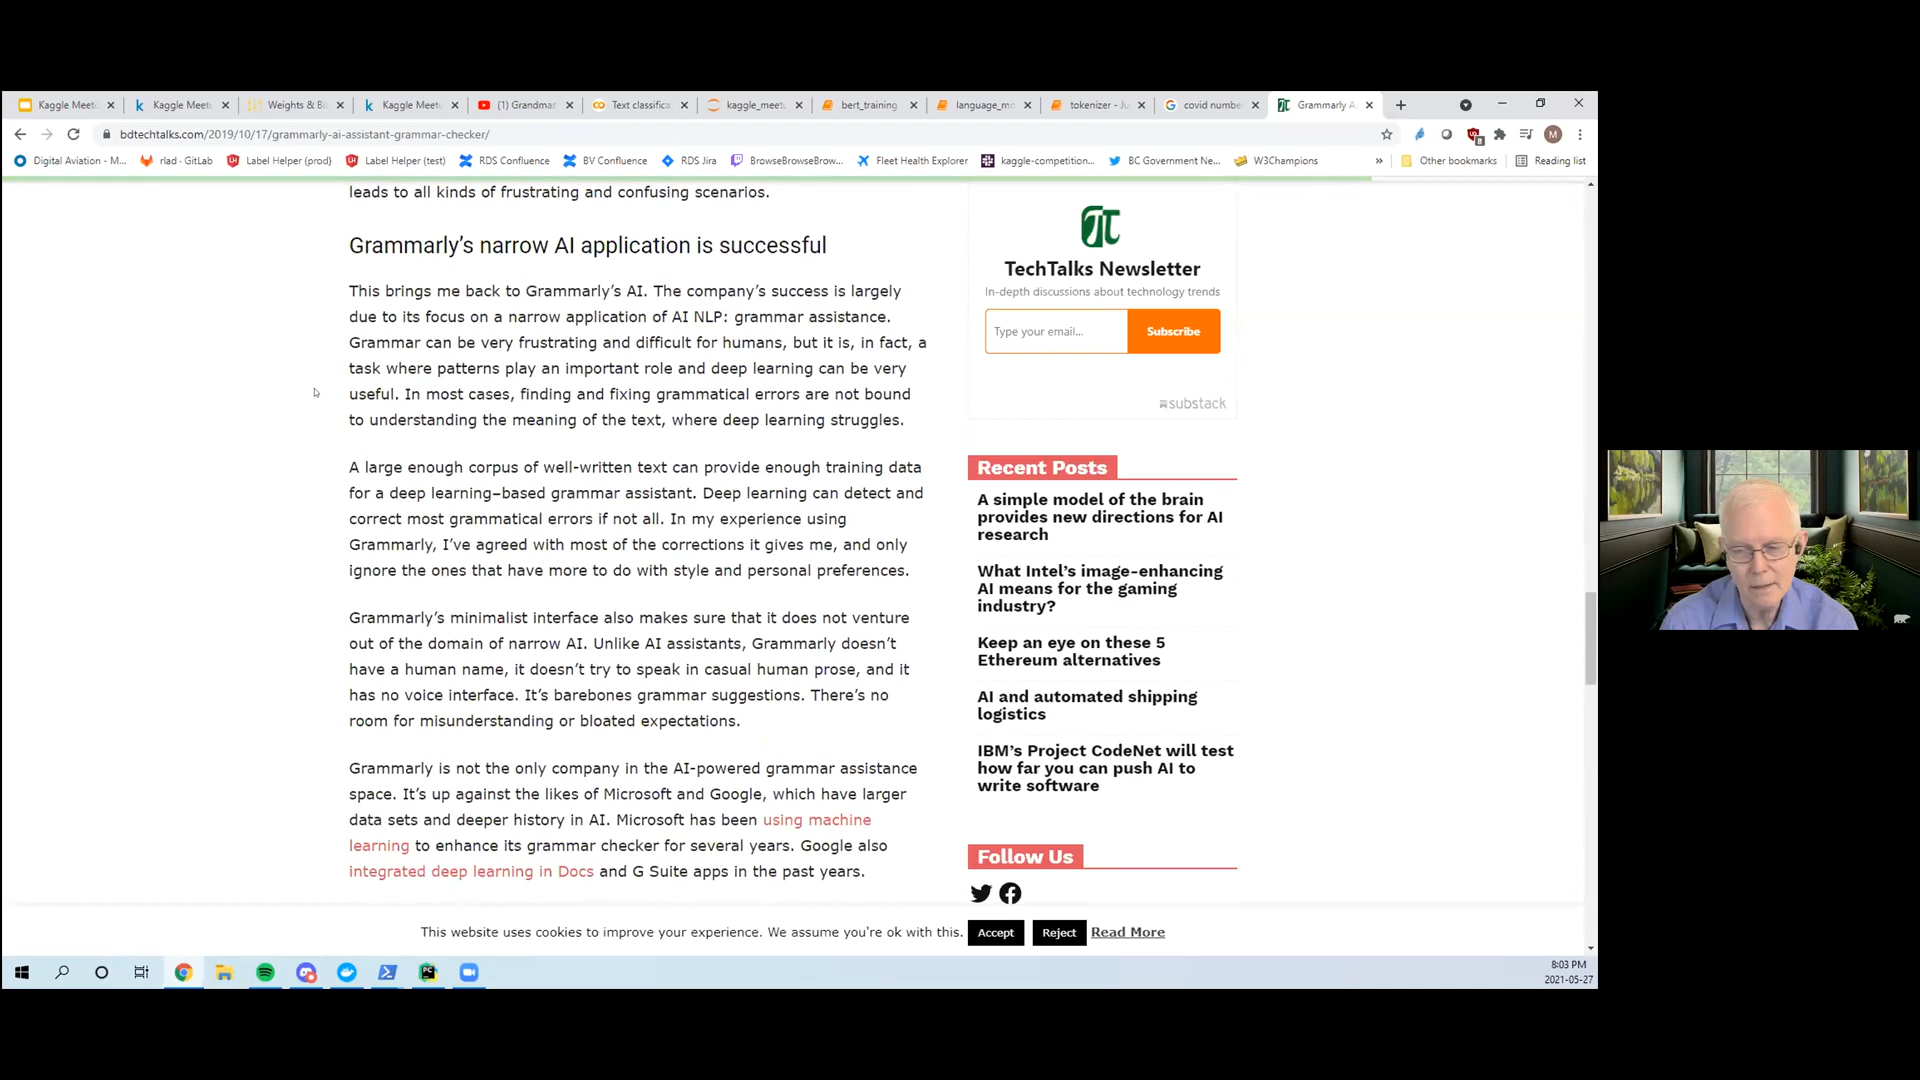 Kaggle Meetu
Kaggle Meetu
Weights & Bi
Kaggle Meetu
(1) Grandmas
Text classifica
kaggle_meetu
bert_training
language_mo
tokenizer - Ju
covid number
Grammarly A
bdtechtalks.com/2019/10/17/grammarly-ai-assistant-grammar-checker/
M
Digital Aviation - M...
rlad · GitLab
Label Helper (prod)
Label Helper (test)
RDS Confluence
BV Confluence
RDS Jira
BrowseBrowseBrow...
Fleet Health Explorer
kaggle-competition...
BC Government Ne...
W3Champions
»
Other bookmarks
Reading list
leads to all kinds of frustrating and confusing scenarios.
Grammarly’s narrow AI application is successful
This brings me back to Grammarly’s AI. The company’s success is largely
due to its focus on a narrow application of AI NLP: grammar assistance.
Grammar can be very frustrating and difficult for humans, but it is, in fact, a
task where patterns play an important role and deep learning can be very
useful. In most cases, finding and fixing grammatical errors are not bound
to understanding the meaning of the text, where deep learning struggles.
A large enough corpus of well-written text can provide enough training data
for a deep learning–based grammar assistant. Deep learning can detect and
correct most grammatical errors if not all. In my experience using
Grammarly, I’ve agreed with most of the corrections it gives me, and only
ignore the ones that have more to do with style and personal preferences.
Grammarly’s minimalist interface also makes sure that it does not venture
out of the domain of narrow AI. Unlike AI assistants, Grammarly doesn’t
have a human name, it doesn’t try to speak in casual human prose, and it
has no voice interface. It’s barebones grammar suggestions. There’s no
room for misunderstanding or bloated expectations.
Grammarly is not the only company in the AI-powered grammar assistance
space. It’s up against the likes of Microsoft and Google, which have larger
data sets and deeper history in AI. Microsoft has been using machine
learning to enhance its grammar checker for several years. Google also
integrated deep learning in Docs and G Suite apps in the past years.
TechTalks Newsletter
In-depth discussions about technology trends
Type your email...
Subscribe
substack
Recent Posts
A simple model of the brain
provides new directions for AI
research
What Intel’s image-enhancing
AI means for the gaming
industry?
Keep an eye on these 5
Ethereum alternatives
AI and automated shipping
logistics
IBM’s Project CodeNet will test
how far you can push AI to
write software
Follow Us
This website uses cookies to improve your experience. We assume you're ok with this.
Accept
Reject
Read More
8:03 PM
2021-05-27